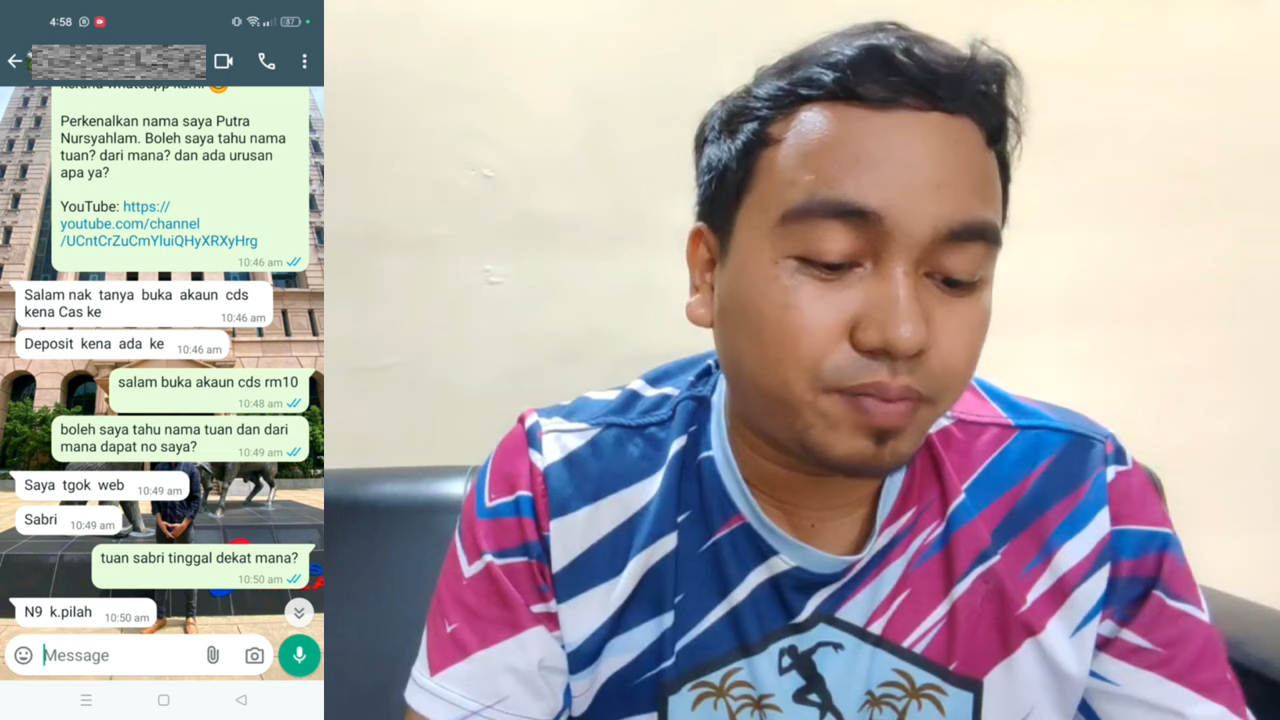 4:58
87
Perkenalkan nama saya Putra
Nursyahlam. Boleh saya tahu nama
tuan? dari mana? dan ada urusan
apa ya?
YouTube: https://
youtube.com/channel
/UCntCrZuCmYluiQHyXRXyHrg
10:46 am
Salam nak tanya buka akaun cds
kena Cas ke
10:46 am
Deposit kena ada ke
10:46 am
salam buka akaun cds rm10
10:48 am
boleh saya tahu nama tuan dan dari
mana dapat no saya?
10:49 am
Saya tgok web
10:49 am
Sabri
10:49 am
tuan sabri tinggal dekat mana?
10:50 am
N9 k.pilah
10:50 am
Message